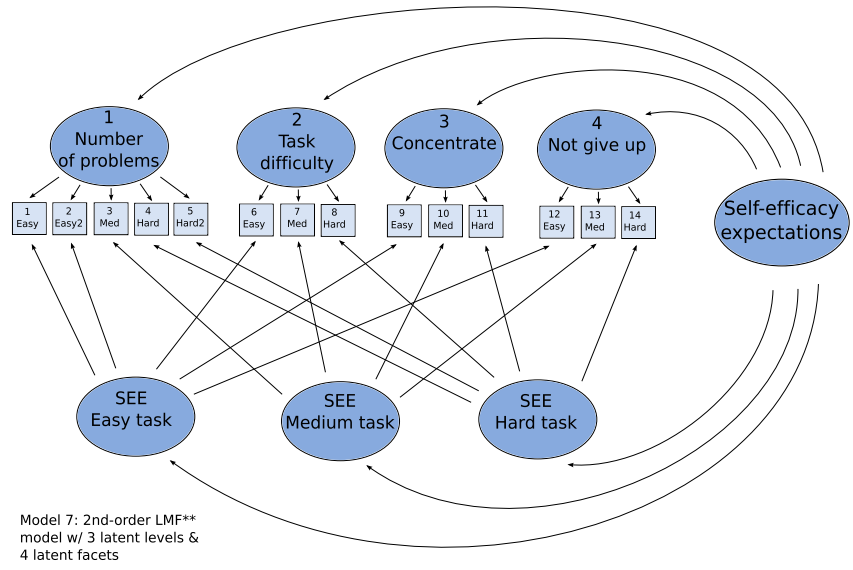 1
Number
of problems
2
Task
difficulty
3
Concentrate
4
Not give up
Self-efficacy
expectations
1
Easy
2
Easy2
3
Med
4
Hard
5
Hard2
6
Easy
7
Med
8
Hard
9
Easy
10
Med
11
Hard
12
Easy
13
Med
14
Hard
SEE
Easy task
SEE
Medium task
SEE
Hard task
Model 7: 2nd-order LMF**
model w/ 3 latent levels &
4 latent facets